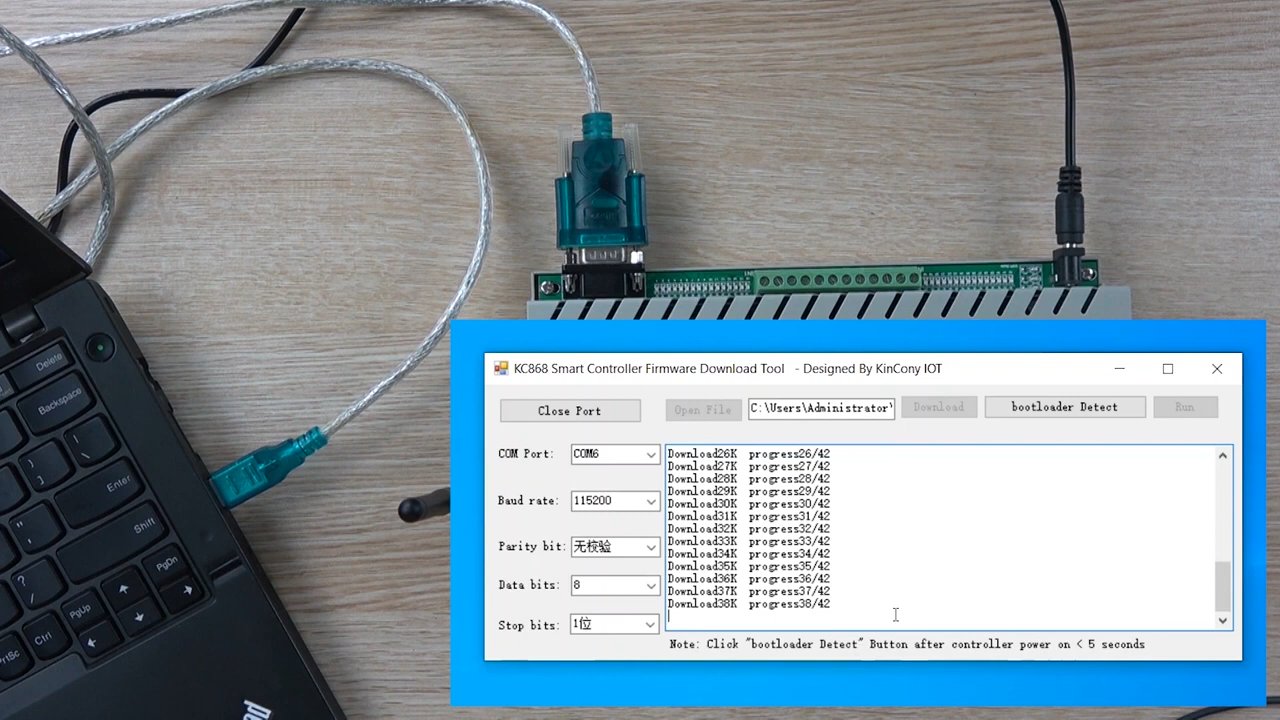 KC868 Smart Controller Firmware Download Tool - Designed By KinCony IOT
Close Port
Open File
C:\Users\Administrator\
Download
bootloader Detect
Run
COM Port:
COM6
Baud rate:
115200
Parity bit:
无校验
Data bits:
8
Stop bits:
1位
Download26K progress26/42
Download27K progress27/42
Download28K progress28/42
Download29K progress29/42
Download30K progress30/42
Download31K progress31/42
Download32K progress32/42
Download33K progress33/42
Download34K progress34/42
Download35K progress35/42
Download36K progress36/42
Download37K progress37/42
Download38K progress38/42
Note: Click "bootloader Detect" Button after controller power on < 5 seconds
Delete
Backspace
Enter
Shift
PgDn
PgUp
Ctrl
PrtSc